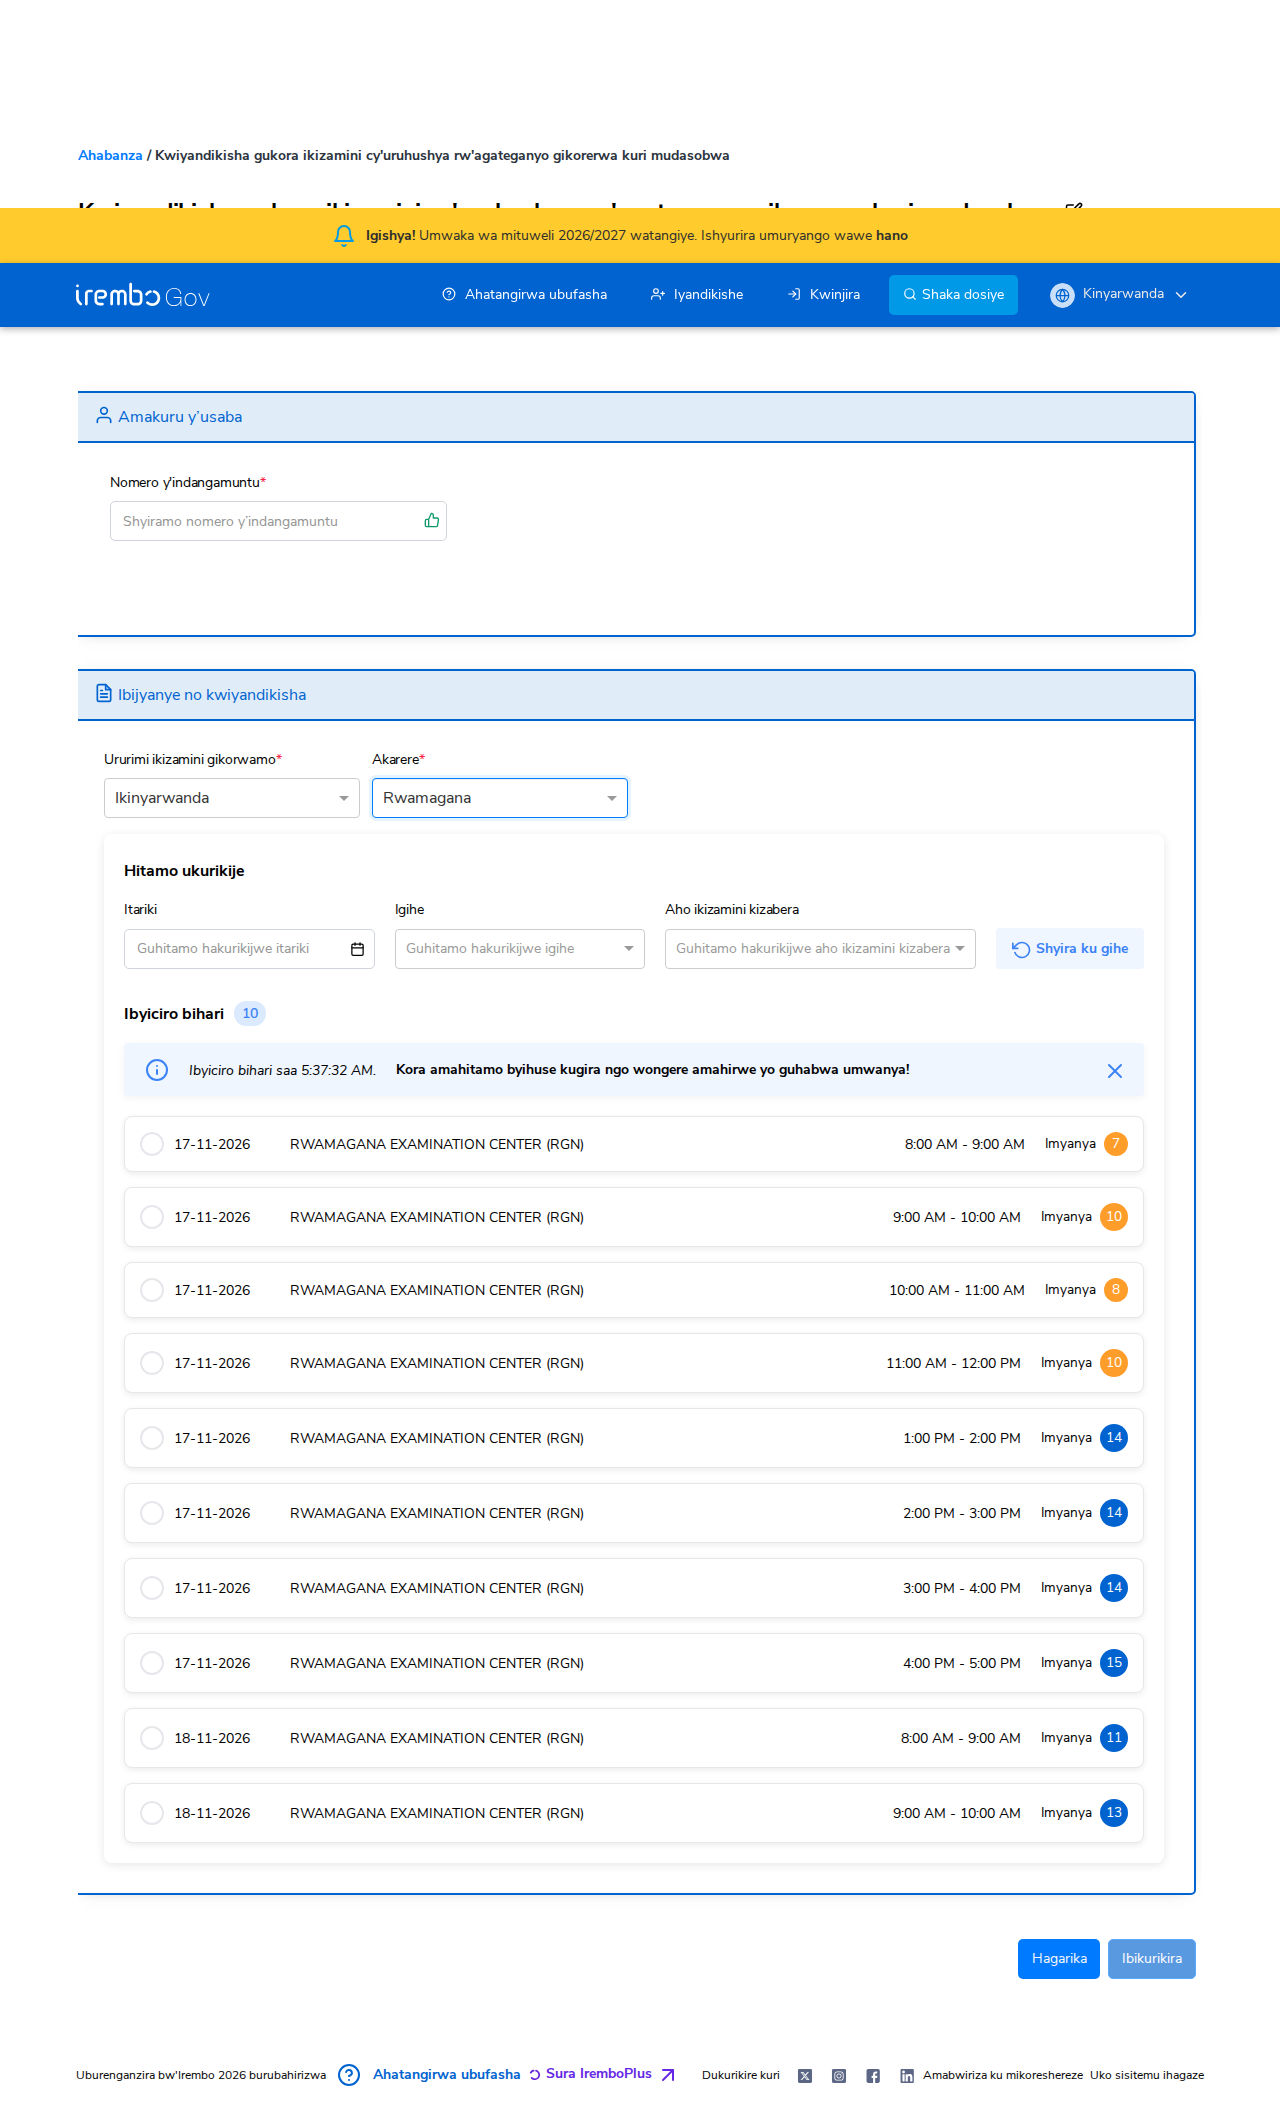 Ahabanza / Kwiyandikisha gukora ikizamini cy'uruhushya rw'agateganyo gikorerwa kuri mudasobwa
Igishya! Umwaka wa mituweli 2026/2027 watangiye. Ishyurira umuryango wawe hano
irembo Gov Ahatangirwa ubufasha Iyandikishe Kwinjira Shaka dosiye Kinyarwanda
Amakuru y’usaba
Nomero y'indangamuntu*
Shyiramo nomero y’indangamuntu
Ibijyanye no kwiyandikisha
Ururimi ikizamini gikorwamo* Akarere*
Ikinyarwanda Rwamagana
Hitamo ukurikije
Itariki Igihe Aho ikizamini kizabera
Guhitamo hakurikijwe itariki Guhitamo hakurikijwe igihe Guhitamo hakurikijwe aho ikizamini kizabera Shyira ku gihe
Ibyiciro bihari 10
Ibyiciro bihari saa 5:37:32 AM. Kora amahitamo byihuse kugira ngo wongere amahirwe yo guhabwa umwanya!
17-11-2026 RWAMAGANA EXAMINATION CENTER (RGN) 8:00 AM - 9:00 AM Imyanya 7
17-11-2026 RWAMAGANA EXAMINATION CENTER (RGN) 9:00 AM - 10:00 AM Imyanya 10
17-11-2026 RWAMAGANA EXAMINATION CENTER (RGN) 10:00 AM - 11:00 AM Imyanya 8
17-11-2026 RWAMAGANA EXAMINATION CENTER (RGN) 11:00 AM - 12:00 PM Imyanya 10
17-11-2026 RWAMAGANA EXAMINATION CENTER (RGN) 1:00 PM - 2:00 PM Imyanya 14
17-11-2026 RWAMAGANA EXAMINATION CENTER (RGN) 2:00 PM - 3:00 PM Imyanya 14
17-11-2026 RWAMAGANA EXAMINATION CENTER (RGN) 3:00 PM - 4:00 PM Imyanya 14
17-11-2026 RWAMAGANA EXAMINATION CENTER (RGN) 4:00 PM - 5:00 PM Imyanya 15
18-11-2026 RWAMAGANA EXAMINATION CENTER (RGN) 8:00 AM - 9:00 AM Imyanya 11
18-11-2026 RWAMAGANA EXAMINATION CENTER (RGN) 9:00 AM - 10:00 AM Imyanya 13
Hagarika Ibikurikira
Uburenganzira bw'Irembo 2026 burubahirizwa Ahatangirwa ubufasha Sura IremboPlus Dukurikire kuri Amabwiriza ku mikoreshereze Uko sisitemu ihagaze